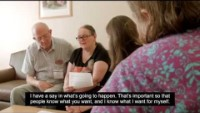 I have a say in what's going to happen. That's important so that
people know what you want, and I know what I want for myself.